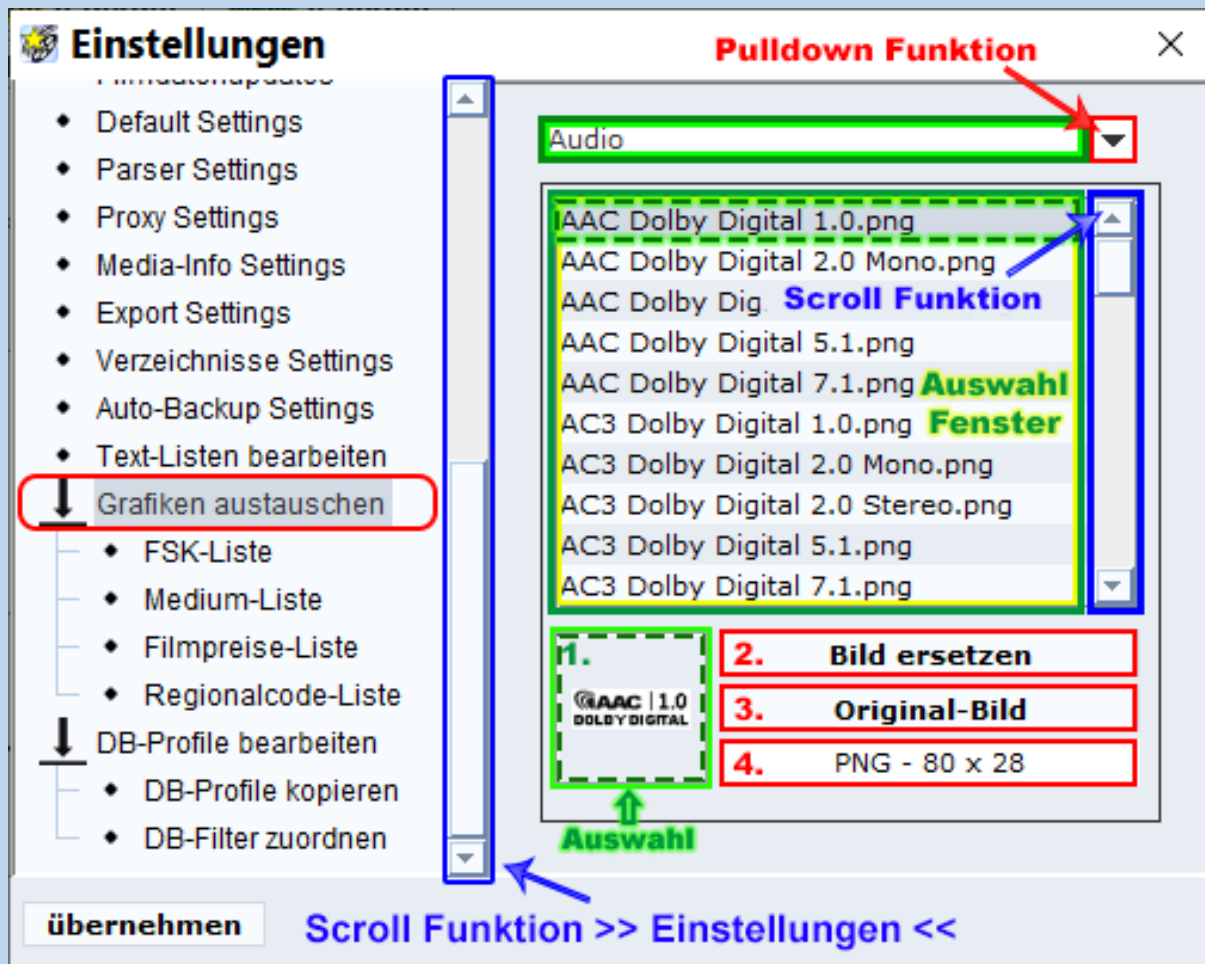 Einstellungen
Pulldown Funktion
Default Settings
Parser Settings
Proxy Settings
Media-Info Settings
Export Settings
Verzeichnisse Settings
Auto-Backup Settings
Text-Listen bearbeiten
Grafiken austauschen
FSK-Liste
Medium-Liste
Filmpreise-Liste
Regionalcode-Liste
DB-Profile bearbeiten
DB-Profile kopieren
DB-Filter zuordnen
Audio
AAC Dolby Digital 1.0.png
AAC Dolby Digital 2.0 Mono.png
AAC Dolby Dig
Scroll Funktion
AAC Dolby Digital 5.1.png
AAC Dolby Digital 7.1.png
Auswahl
Fenster
AC3 Dolby Digital 1.0.png
AC3 Dolby Digital 2.0 Mono.png
AC3 Dolby Digital 2.0 Stereo.png
AC3 Dolby Digital 5.1.png
AC3 Dolby Digital 7.1.png
1.
AAC | 1.0
DOLBY DIGITAL
2. Bild ersetzen
3. Original-Bild
4. PNG - 80 x 28
Auswahl
übernehmen
Scroll Funktion >> Einstellungen <<